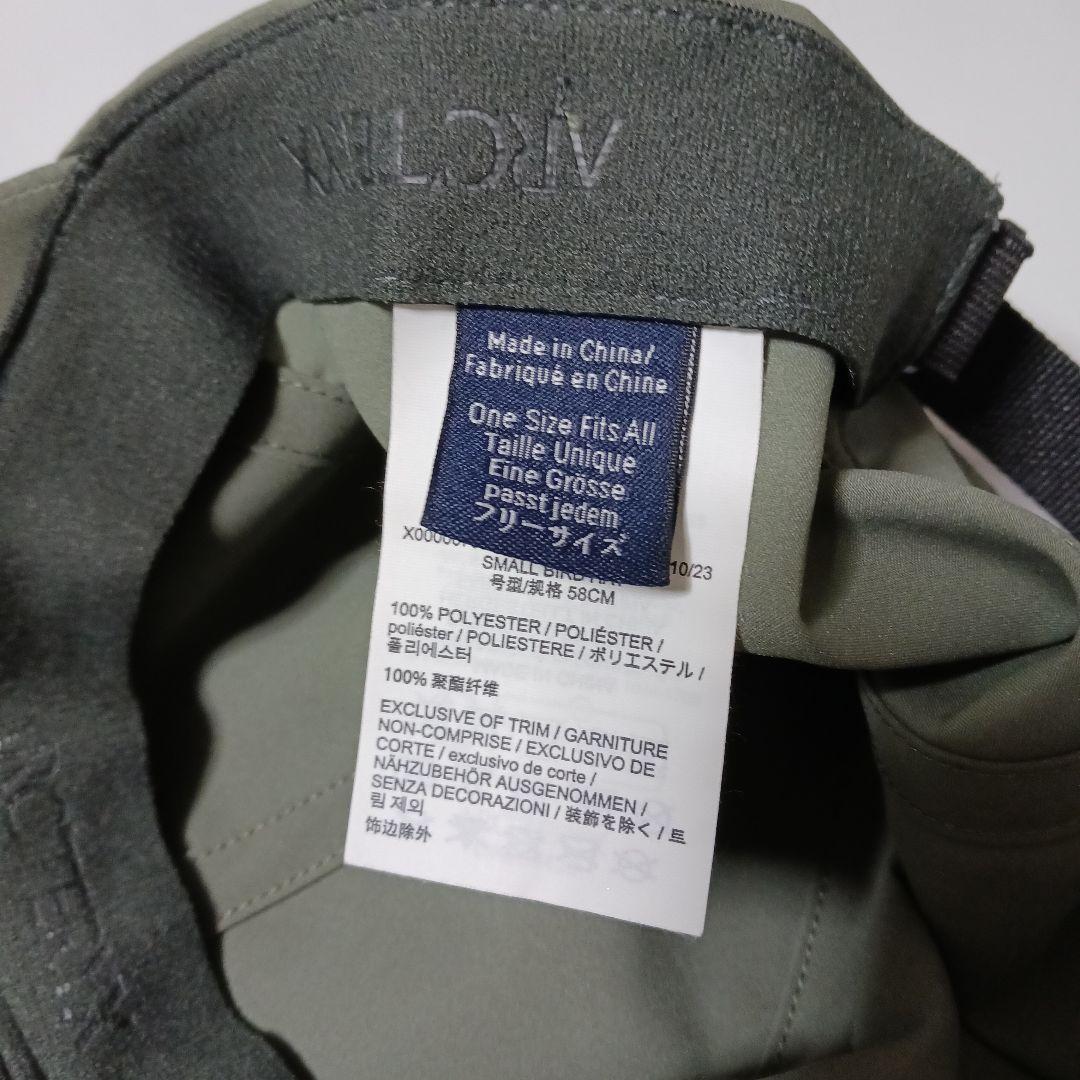 ARC'TERYX
Made in China/
Fabriqué en Chine
One Size Fits All
Taille Unique
Eine Grösse
passt jedem
フリーサイズ
10/23
SMALL BIRD
号型/规格 58CM
100% POLYESTER / POLIÉSTER /
poliéster / POLIESTERE / ポリエステル /
폴리에스터
100% 聚酯纤维
EXCLUSIVE OF TRIM / GARNITURE
NON-COMPRISE / EXCLUSIVO DE
CORTE / exclusivo de corte /
NÄHZUBEHÖR AUSGENOMMEN /
SENZA DECORAZIONI / 装飾を除く / 트
림 제외
饰边除外